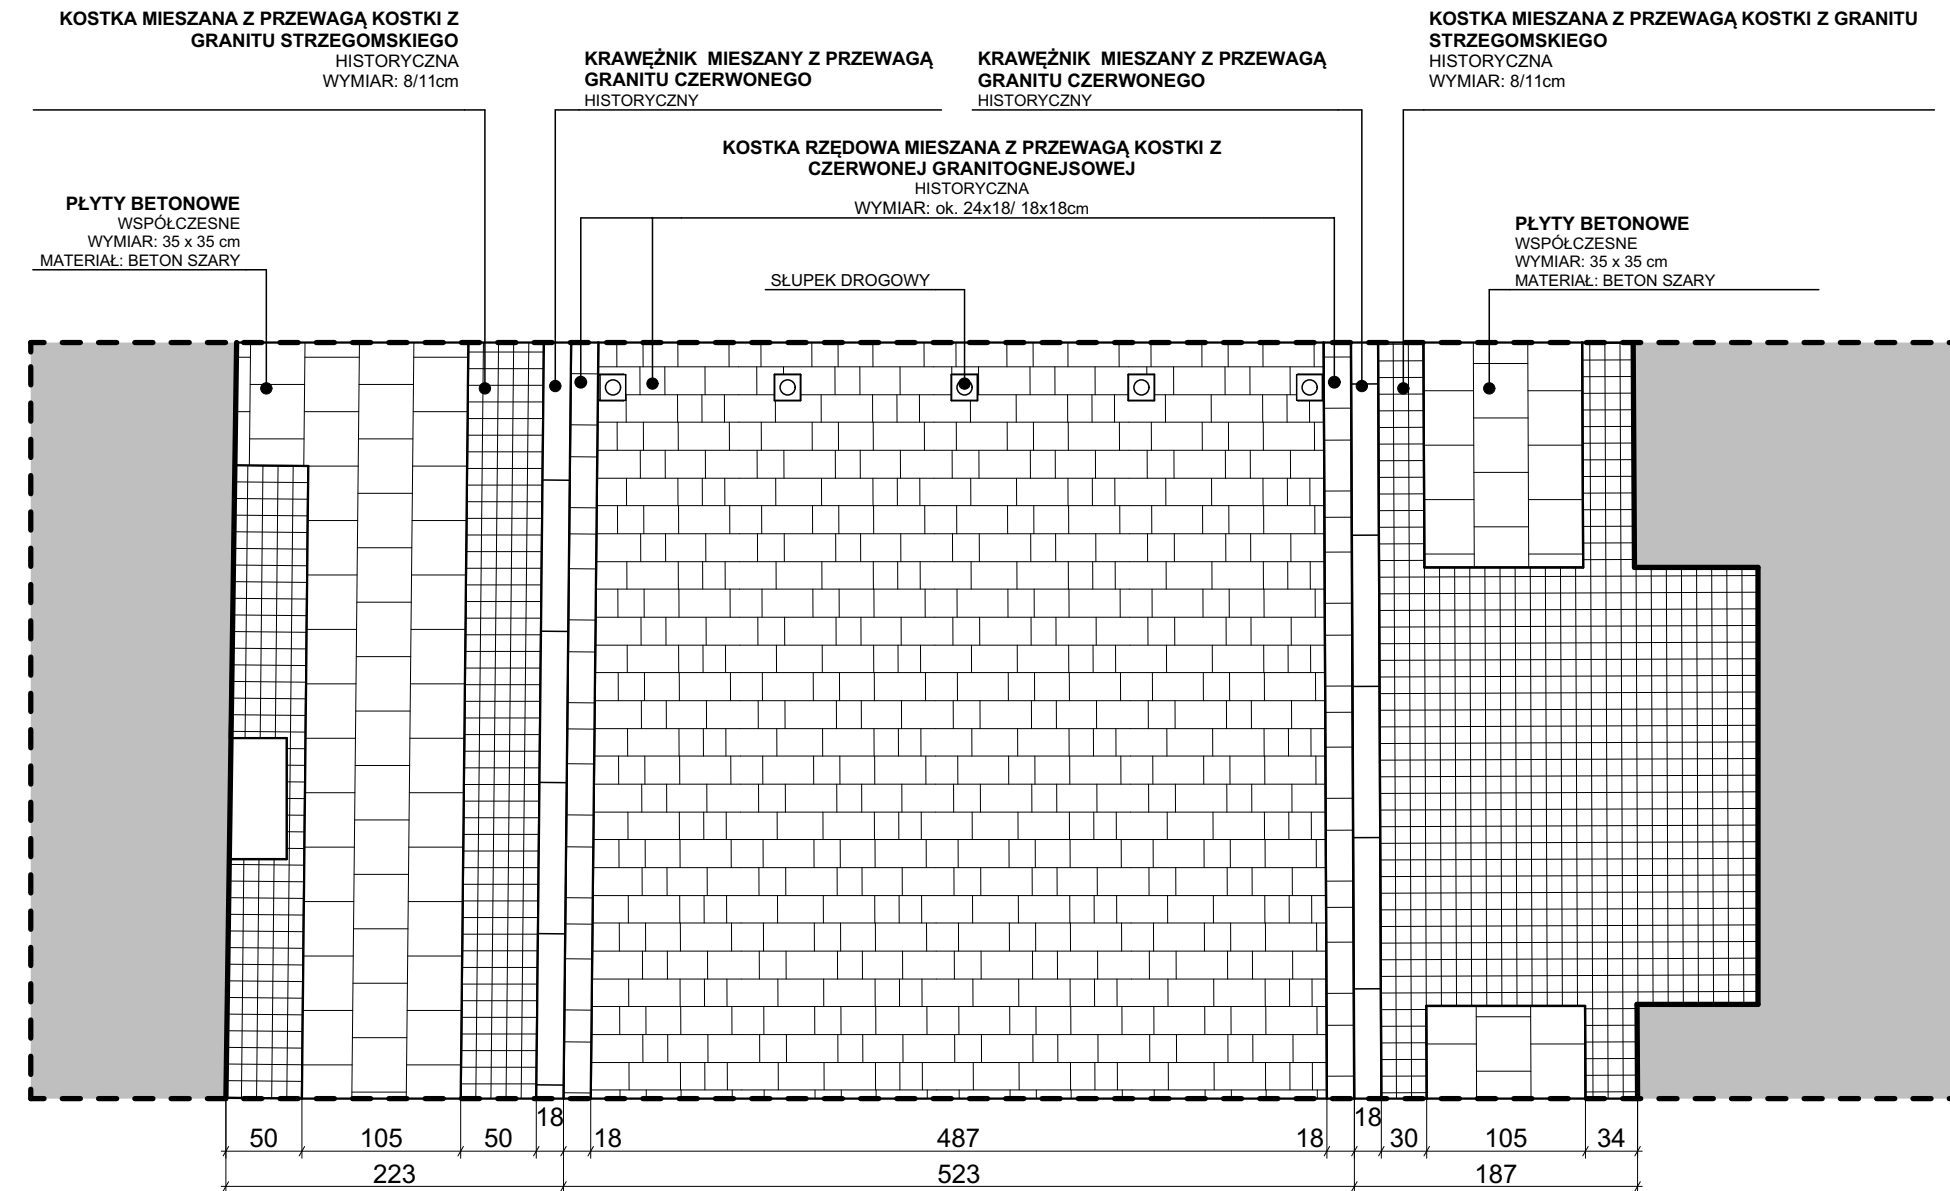 KOSTKA MIESZANA Z PRZEWAGĄ KOSTKI Z
GRANITU STRZEGOMSKIEGO
HISTORYCZNA
WYMIAR: 8/11cm
KRAWĘŻNIK MIESZANY Z PRZEWAGĄ
GRANITU CZERWONEGO
HISTORYCZNY
KRAWĘŻNIK MIESZANY Z PRZEWAGĄ
GRANITU CZERWONEGO
HISTORYCZNY
KOSTKA MIESZANA Z PRZEWAGĄ KOSTKI Z GRANITU
STRZEGOMSKIEGO
HISTORYCZNA
WYMIAR: 8/11cm
KOSTKA RZĘDOWA MIESZANA Z PRZEWAGĄ KOSTKI Z
CZERWONEJ GRANITOGNEJSOWEJ
HISTORYCZNA
WYMIAR: ok. 24x18/ 18x18cm
PŁYTY BETONOWE
WSPÓŁCZESNE
WYMIAR: 35 x 35 cm
MATERIAŁ: BETON SZARY
SŁUPEK DROGOWY
PŁYTY BETONOWE
WSPÓŁCZESNE
WYMIAR: 35 x 35 cm
MATERIAŁ: BETON SZARY
18 18
50 105 50 18 487 18 30 105 34
223 523 187